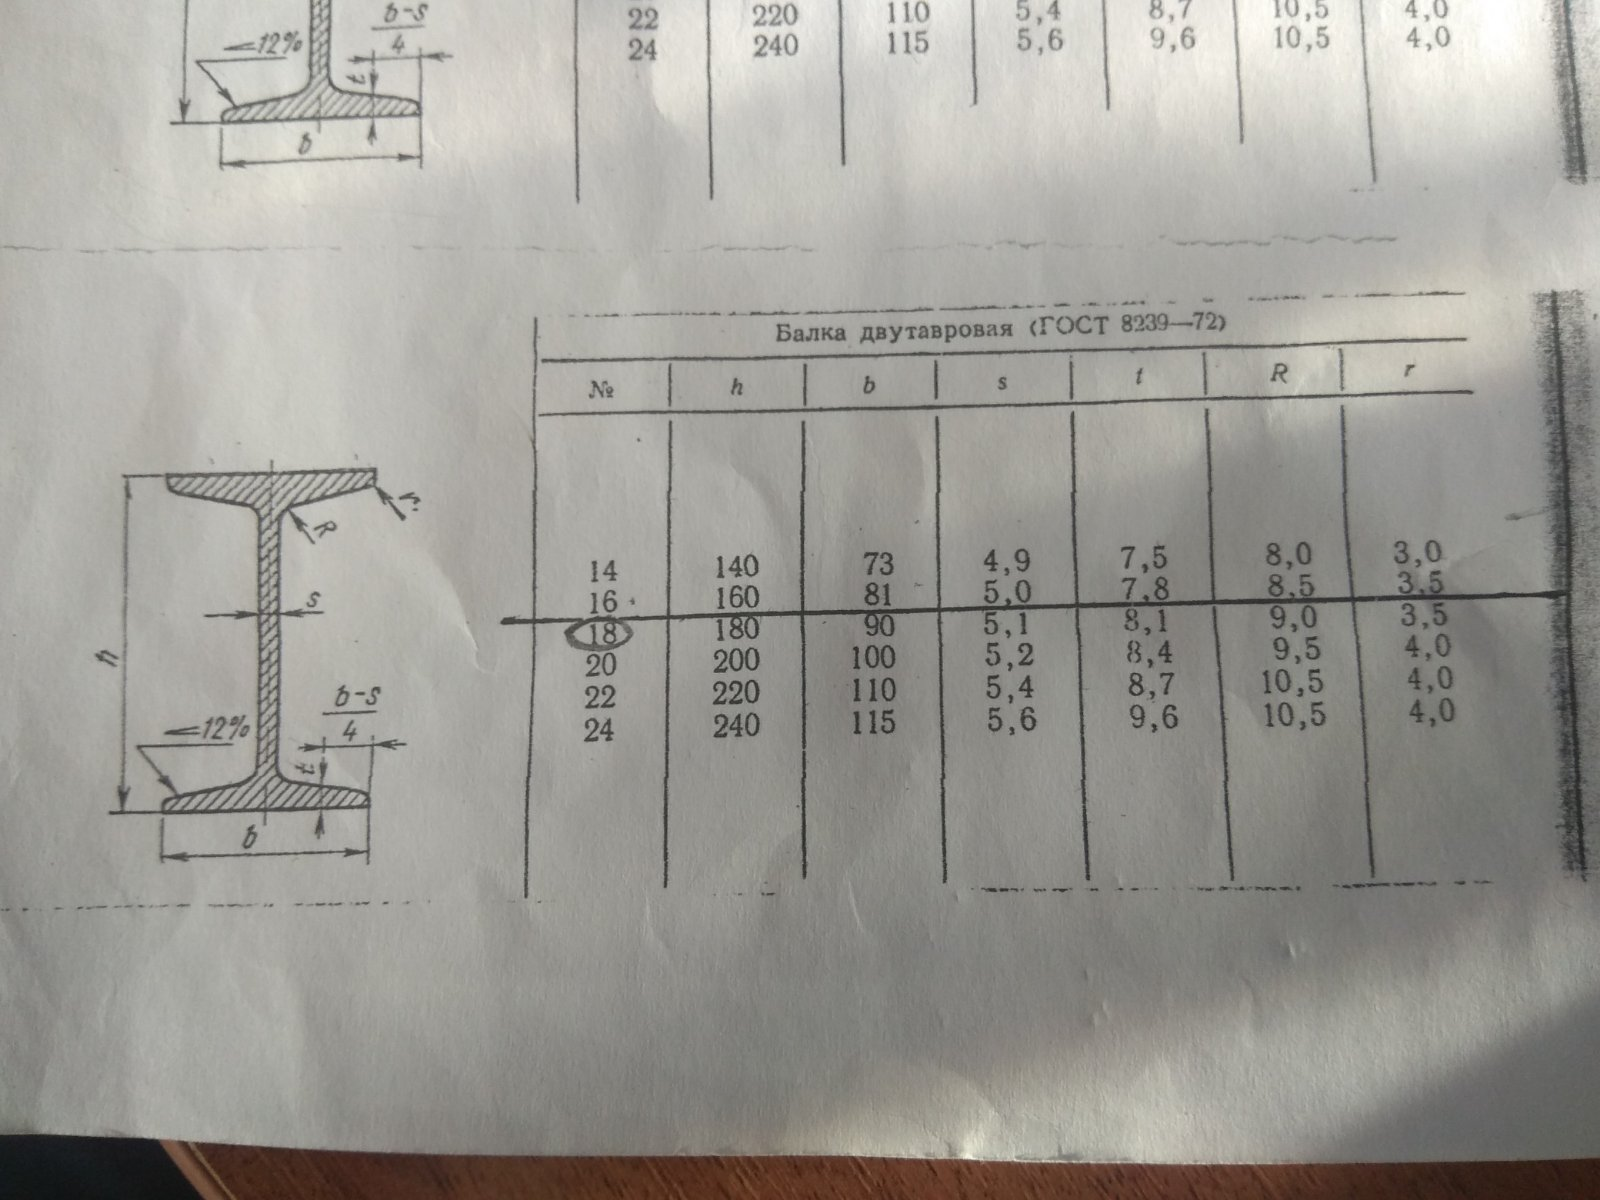 22 220 110 5,4 8,7 10,5 4,0
24 240 115 5,6 9,6 10,5 4,0
b-s
4
<12%
t
b
Балка двутавровая (ГОСТ 8239—72)
№ h b s t R r
14 140 73 4,9 7,5 8,0 3,0
16 160 81 5,0 7,8 8,5 3,5
18 180 90 5,1 8,1 9,0 3,5
20 200 100 5,2 8,4 9,5 4,0
22 220 110 5,4 8,7 10,5 4,0
24 240 115 5,6 9,6 10,5 4,0
r
R
s
h
b-s
4
<12%
t
b